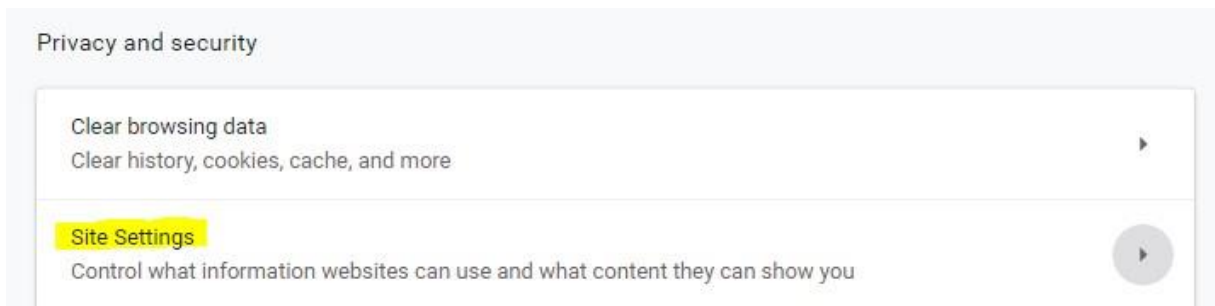 Privacy and security
Clear browsing data
Clear history, cookies, cache, and more
Site Settings
Control what information websites can use and what content they can show you